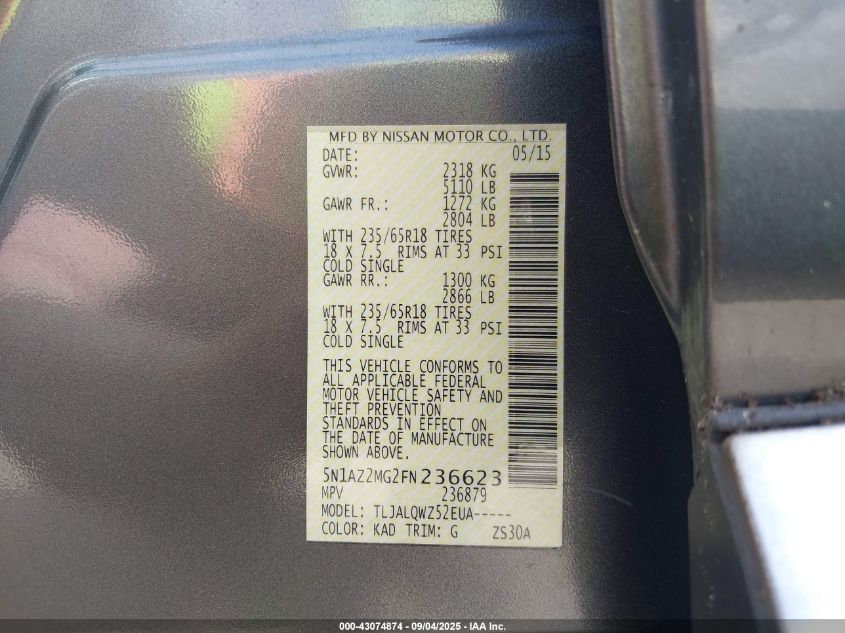 MFD BY NISSAN MOTOR CO., LTD.
DATE: 05/15
GVWR: 2318 KG
5110 LB
GAWR FR.: 1272 KG
2804 LB
WITH 235/65R18 TIRES
18 X 7.5 RIMS AT 33 PSI
COLD SINGLE
GAWR RR.: 1300 KG
2866 LB
WITH 235/65R18 TIRES
18 X 7.5 RIMS AT 33 PSI
COLD SINGLE
THIS VEHICLE CONFORMS TO
ALL APPLICABLE FEDERAL
MOTOR VEHICLE SAFETY AND
THEFT PREVENTION
STANDARDS IN EFFECT ON
THE DATE OF MANUFACTURE
SHOWN ABOVE.
5N1AZ2MG2FN236623
MPV 236879
MODEL: TLJALQWZ52EUA-----
COLOR: KAD TRIM: G ZS30A
000-43074874 - 09/04/2025 - IAA Inc.